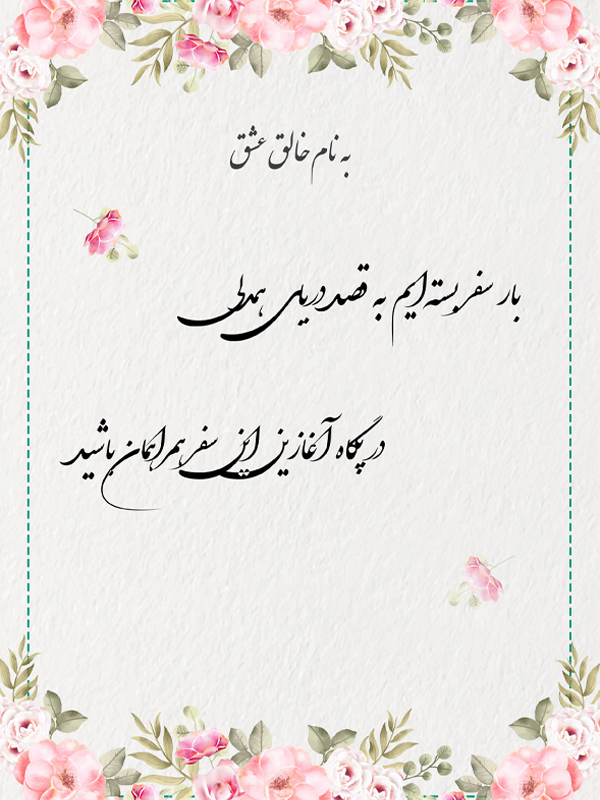 به نام خالق عشق
بار سفر بسته‌ایم به قصد دریای همدلی
در پگاه آغازین این سفر همراهمان باشید